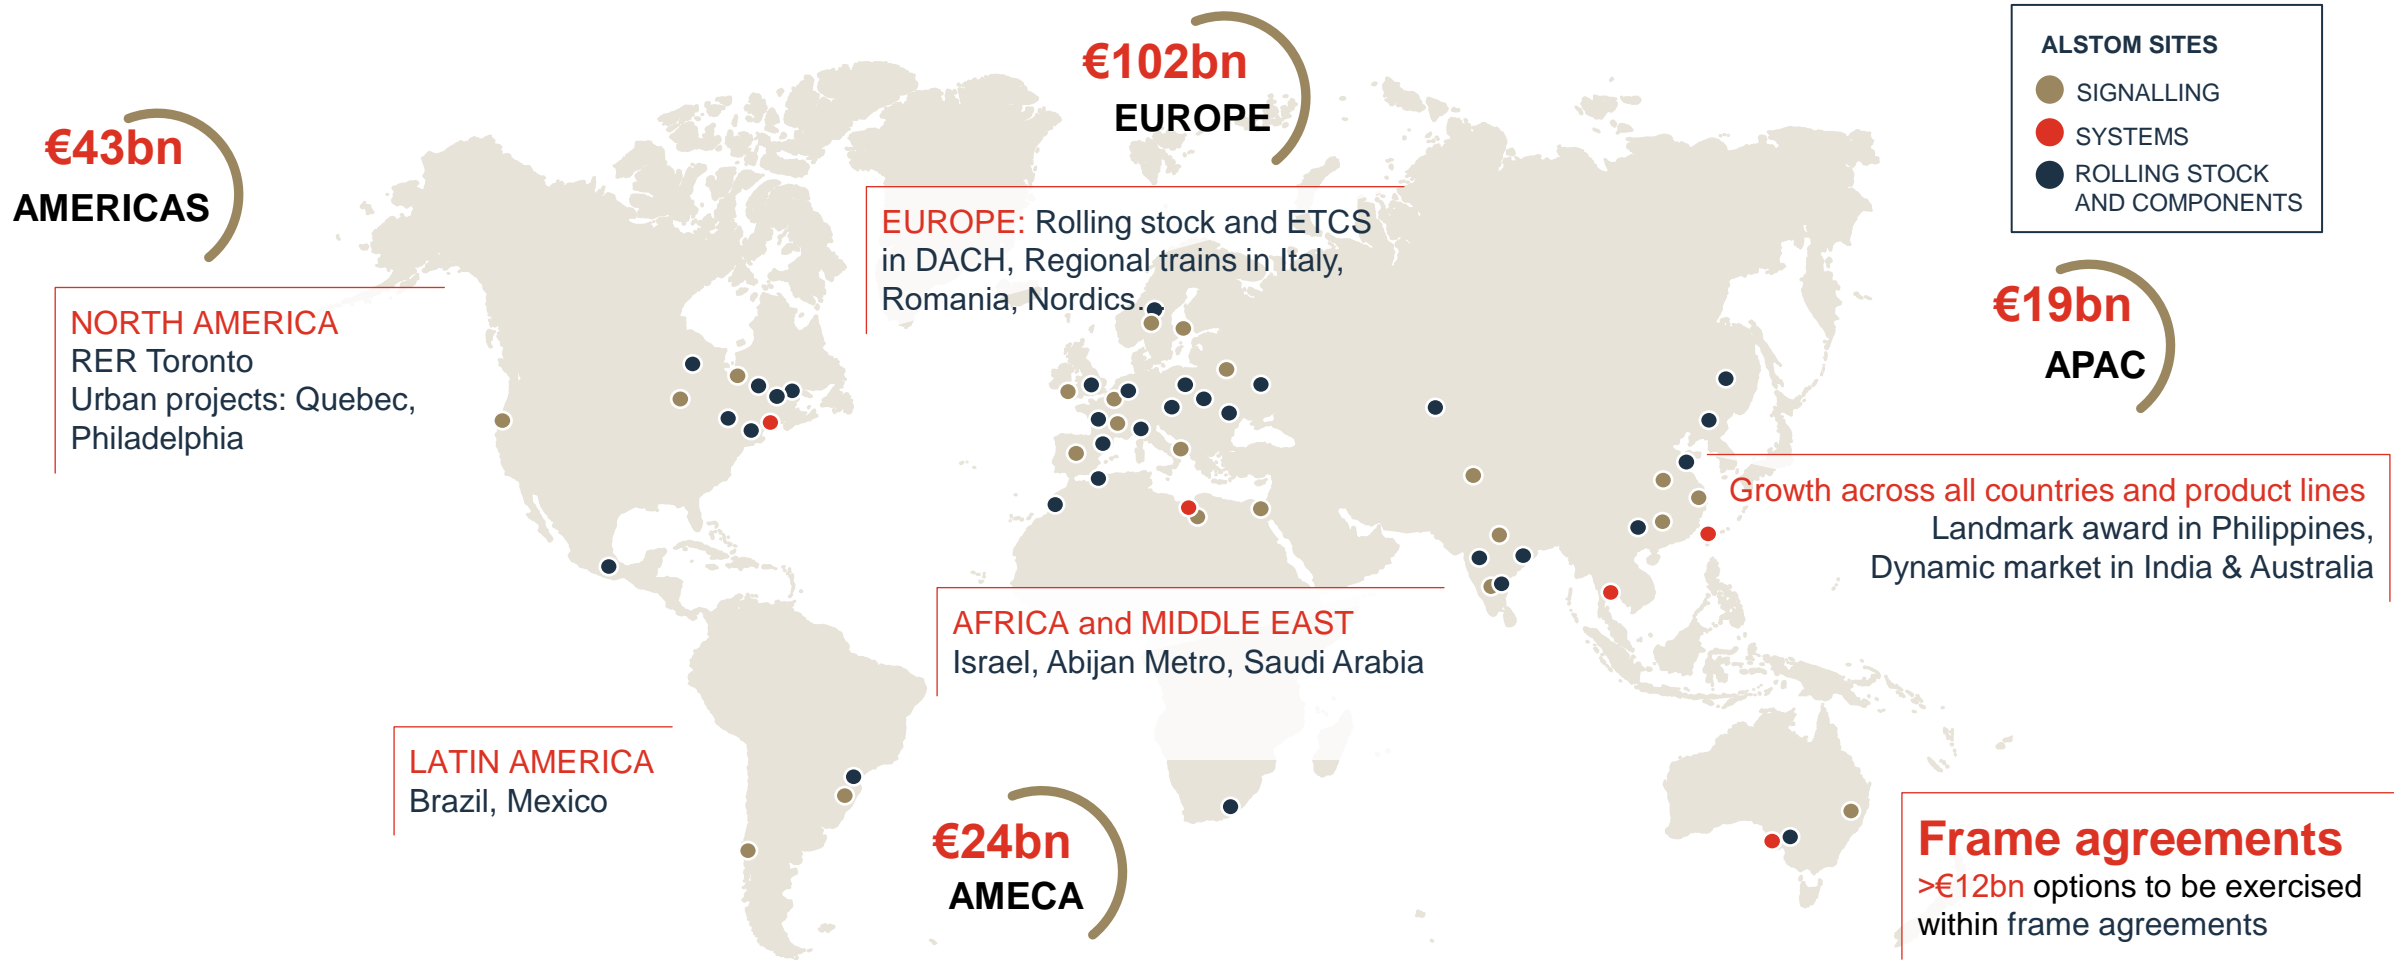 €43bn
AMERICAS
NORTH AMERICA
RER Toronto
Urban projects: Quebec,
Philadelphia
€102bn
EUROPE
EUROPE: Rolling stock and ETCS
in DACH, Regional trains in Italy,
Romania, Nordics...
ALSTOM SITES
SIGNALLING
SYSTEMS
ROLLING STOCK
AND COMPONENTS
€19bn
APAC
Growth across all countries and product lines
Landmark award in Philippines,
Dynamic market in India & Australia
AFRICA and MIDDLE EAST
Israel, Abijan Metro, Saudi Arabia
LATIN AMERICA
Brazil, Mexico
€24bn
AMECA
Frame agreements
>€12bn options to be exercised
within frame agreements